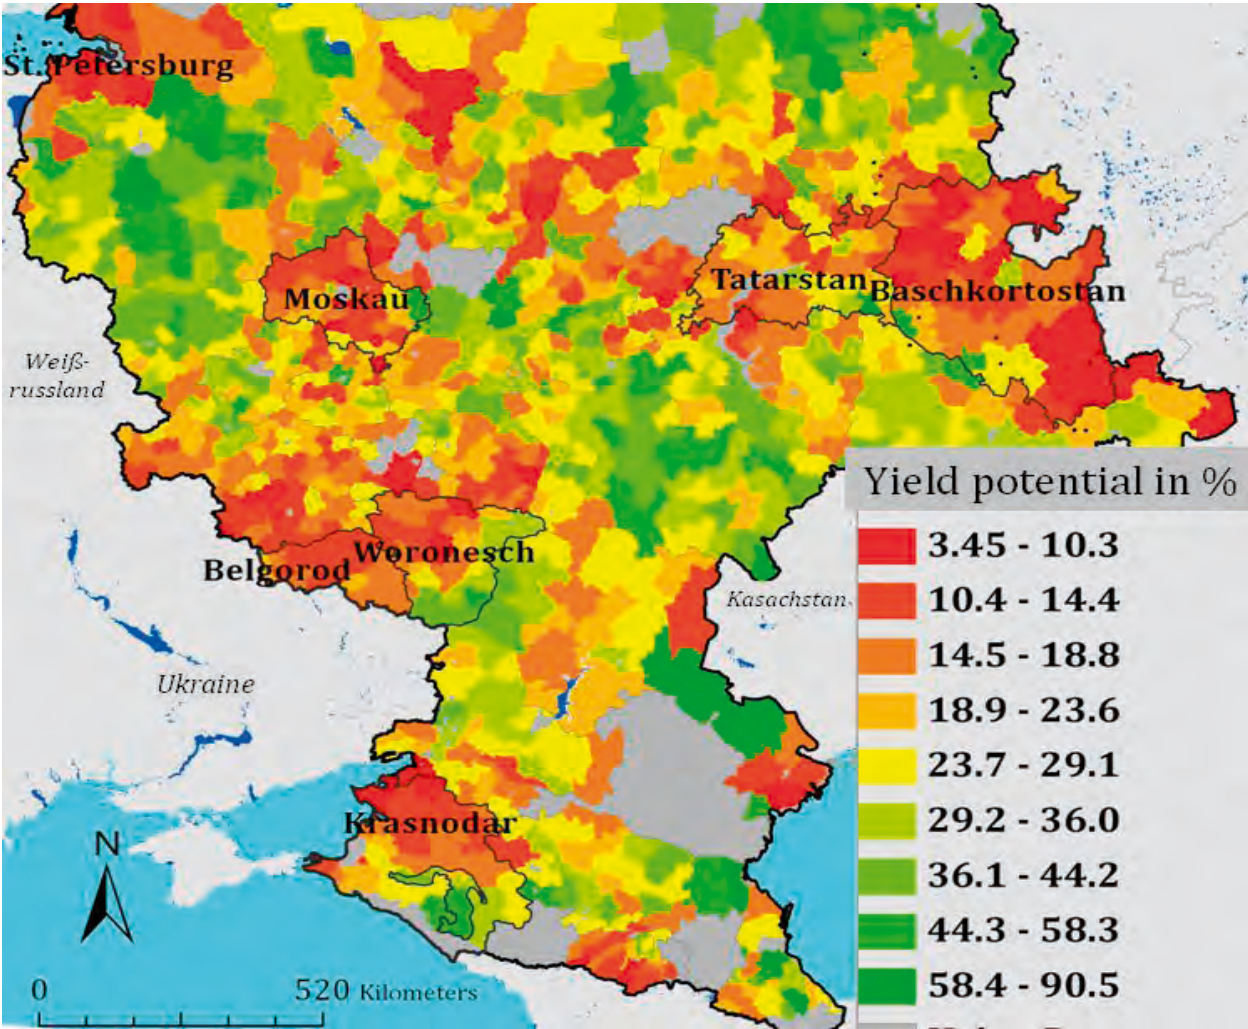 St. Petersburg
Moskau
Tatarstan
Baschkortostan
Weiß-
russland
Belgorod
Woronesch
Kasachstan
Ukraine
Krasnodar
N
0 520 Kilometers
Yield potential in %
3.45 - 10.3
10.4 - 14.4
14.5 - 18.8
18.9 - 23.6
23.7 - 29.1
29.2 - 36.0
36.1 - 44.2
44.3 - 58.3
58.4 - 90.5